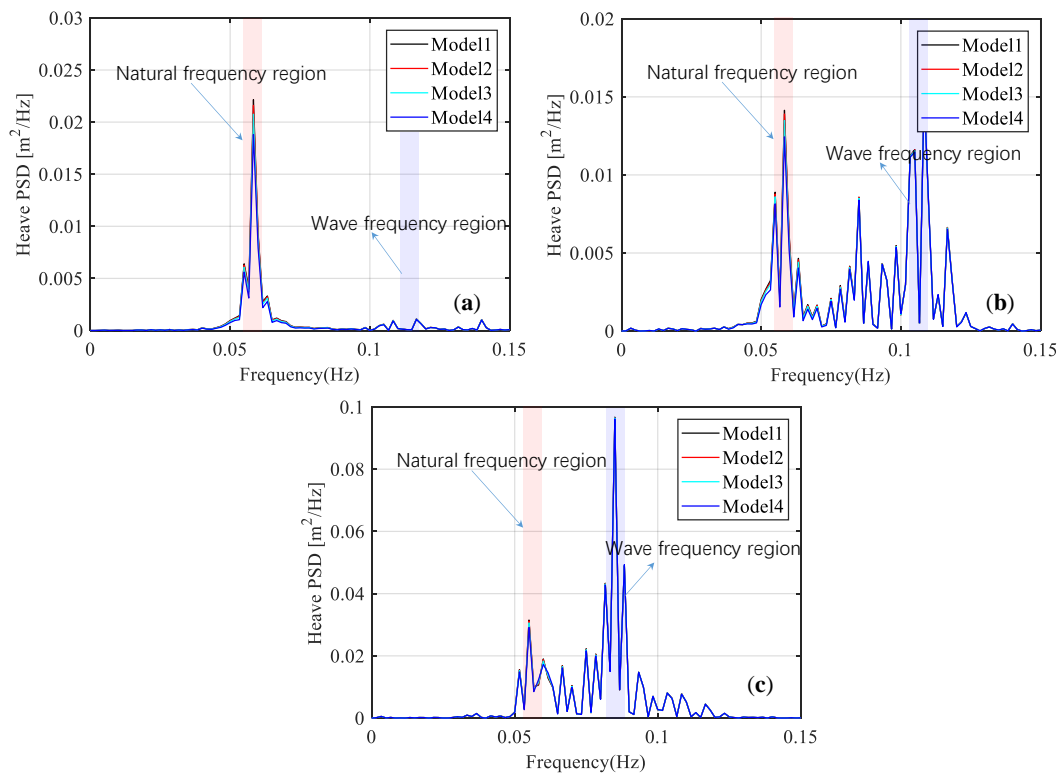 0.03
0.025
0.02
0.015
0.01
0.005
0
Heave PSD [m²/Hz]
Natural frequency region
Model1
Model2
Model3
Model4
Wave frequency region
(a)
0 0.05 0.1 0.15
Frequency(Hz)
0.02
0.015
0.01
0.005
0
Heave PSD [m²/Hz]
Natural frequency region
Model1
Model2
Model3
Model4
Wave frequency region
(b)
0 0.05 0.1 0.15
Frequency(Hz)
0.1
0.08
0.06
0.04
0.02
0
Heave PSD [m²/Hz]
Natural frequency region
Model1
Model2
Model3
Model4
Wave frequency region
(c)
0 0.05 0.1 0.15
Frequency(Hz)